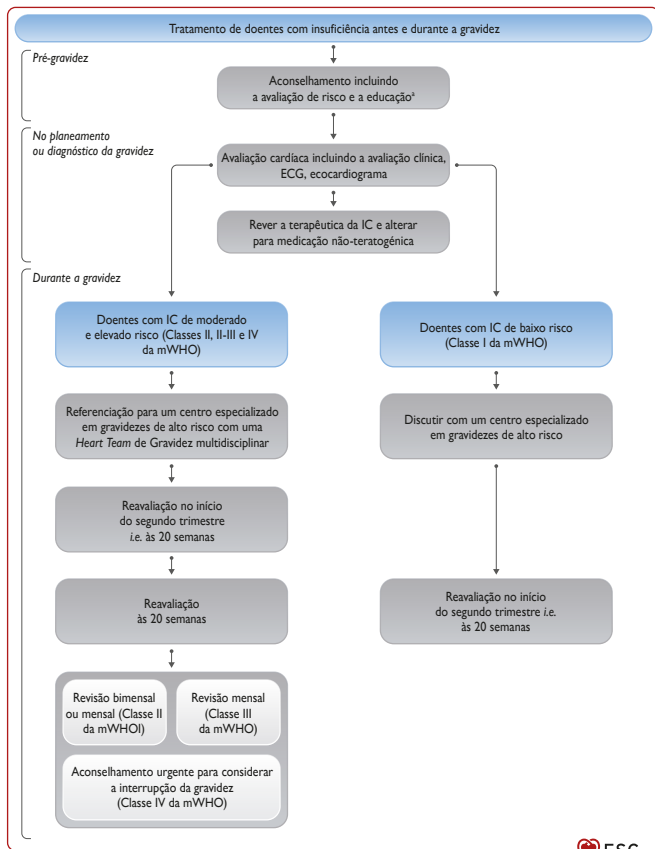 Tratamento de doentes com insuficiência antes e durante a gravidez
Pré-gravidez
Aconselhamento incluindo
a avaliação de risco e a educaçãoª
No planeamento
ou diagnóstico da gravidez
Avaliação cardíaca incluindo a avaliação clínica,
ECG, ecocardiograma
Rever a terapêutica da IC e alterar
para medicação não-teratogénica
Durante a gravidez
Doentes com IC de moderado
e elevado risco (Classes II, II-III e IV
da mWHO)
Doentes com IC de baixo risco
(Classe I da mWHO)
Referenciação para um centro especializado
em gravidezes de alto risco com uma
Heart Team de Gravidez multidisciplinar
Discutir com um centro especializado
em gravidezes de alto risco
Reavaliação no início
do segundo trimestre
i.e. às 20 semanas
Reavaliação
às 20 semanas
Reavaliação no início
do segundo trimestre i.e.
às 20 semanas
Revisão bimensal
ou mensal (Classe II
da mWHOI)
Revisão mensal
(Classe III
da mWHO)
Aconselhamento urgente para considerar
a interrupção da gravidez
(Classe IV da mWHO)
ESC